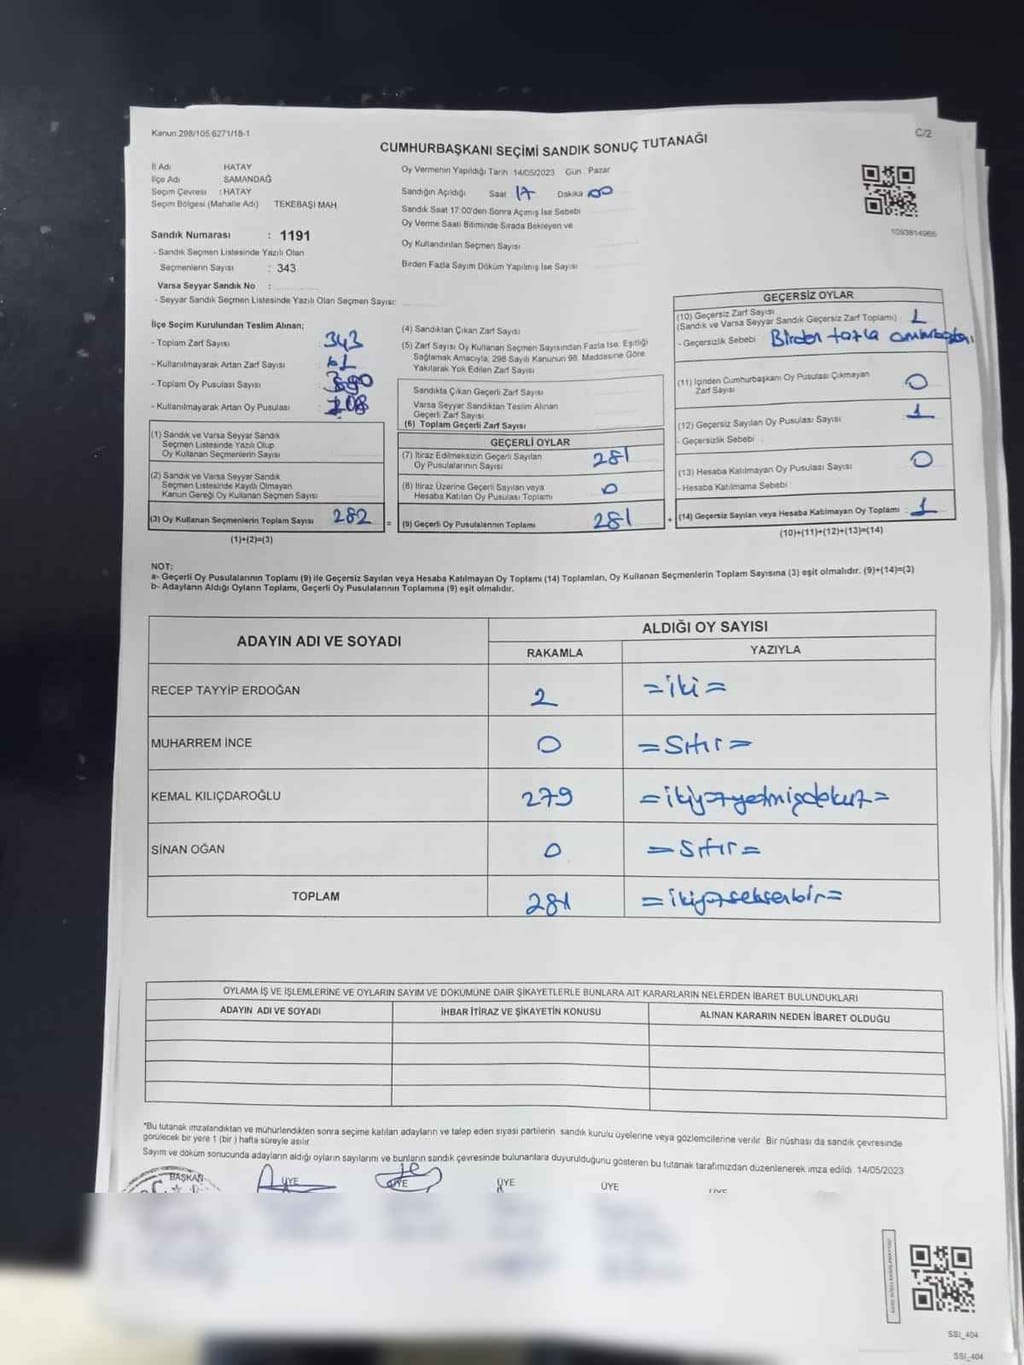 Kanun.298/105,6271/18-1
C/2
CUMHURBAŞKANI SEÇİMİ SANDIK SONUÇ TUTANAĞI
İl Adı HATAY
İlçe Adı SAMANDAĞ
Seçim Çevresi : HATAY
Seçim Bölgesi (Mahalle Adı) TEKEBAŞI MAH
Sandık Numarası : 1191
- Sandık Seçmen Listesinde Yazılı Olan
Seçmenlerin Sayısı : 343
Varsa Seyyar Sandık No :
- Seyyar Sandık Seçmen Listesinde Yazılı Olan Seçmen Sayısı:
Oy Vermenin Yapıldığı Tarih 14/05/2023 Gün Pazar
Sandığın Açıldığı Saat 17 Dakika 00
Sandık Saat 17:00'den Sonra Açılmış İse Sebebi
Oy Verme Saati Bitiminde Sırada Bekleyen ve
Oy Kullandırılan Seçmen Sayısı
Birden Fazla Sayım Döküm Yapılmış İse Sayısı
1093814966
İlçe Seçim Kurulundan Teslim Alınan;
- Toplam Zarf Sayısı 343
- Kullanılmayarak Artan Zarf Sayısı 61
- Toplam Oy Pusulası Sayısı
- Kullanılmayarak Artan Oy Pusulası 108
(1) Sandık ve Varsa Seyyar Sandık
Seçmen Listesinde Yazılı Olup
Oy Kullanan Seçmenlerin Sayısı
(2) Sandık ve Varsa Seyyar Sandık
Seçmen Listesinde Kayıtlı Olmayan
Kanun Gereği Oy Kullanan Seçmen Sayısı
(3) Oy Kullanan Seçmenlerin Toplam Sayısı 282 =
(1)+(2)=(3)
(4) Sandıktan Çıkan Zarf Sayısı
(5) Zarf Sayısı Oy Kullanan Seçmen Sayısından Fazla İse, Eşitliği
Sağlamak Amacıyla; 298 Sayılı Kanunun 98. Maddesine Göre
Yakılarak Yok Edilen Zarf Sayısı
Sandıkta Çıkan Geçerli Zarf Sayısı
Varsa Seyyar Sandıktan Teslim Alınan
Geçerli Zarf Sayısı
(6) Toplam Geçerli Zarf Sayısı
GEÇERLİ OYLAR
(7) İtiraz Edilmeksizin Geçerli Sayılan
Oy Pusulalarının Sayısı 281
(8) İtiraz Üzerine Geçerli Sayılan veya
Hesaba Katılan Oy Pusulası Toplamı 0
(9) Geçerli Oy Pusulalarının Toplamı 281 +
GEÇERSİZ OYLAR
(10) Geçersiz Zarf Sayısı
(Sandık ve Varsa Seyyar Sandık Geçersiz Zarf Toplamı) 1
- Geçersizlik Sebebi Birden fazla
(11) İçinden Cumhurbaşkanı Oy Pusulası Çıkmayan
Zarf Sayısı 0
(12) Geçersiz Sayılan Oy Pusulası Sayısı 1
- Geçersizlik Sebebi
(13) Hesaba Katılmayan Oy Pusulası Sayısı 0
- Hesaba Katılmama Sebebi
(14) Geçersiz Sayılan veya Hesaba Katılmayan Oy Toplamı 1
(10)+(11)+(12)+(13)=(14)
NOT:
a- Geçerli Oy Pusulalarının Toplamı (9) ile Geçersiz Sayılan veya Hesaba Katılmayan Oy Toplamı (14) Toplamları, Oy Kullanan Seçmenlerin Toplam Sayısına (3) eşit olmalıdır. (9)+(14)=(3)
b- Adayların Aldığı Oyların Toplamı, Geçerli Oy Pusulalarının Toplamına (9) eşit olmalıdır.
ADAYIN ADI VE SOYADI
ALDIĞI OY SAYISI
RAKAMLA YAZIYLA
RECEP TAYYİP ERDOĞAN 2 =iki=
MUHARREM İNCE 0 =Sıfır=
KEMAL KILIÇDAROĞLU 279 =ikiyüzyetmişdokuz=
SİNAN OĞAN 0 =Sıfır=
TOPLAM 281 =ikiyüzseksenbir=
OYLAMA İŞ VE İŞLEMLERİNE VE OYLARIN SAYIM VE DÖKÜMÜNE DAİR ŞİKAYETLERLE BUNLARA AİT KARARLARIN NELERDEN İBARET BULUNDUKLARI
ADAYIN ADI VE SOYADI İHBAR İTİRAZ VE ŞİKAYETİN KONUSU ALINAN KARARIN NEDEN İBARET OLDUĞU
"Bu tutanak imzalandıktan ve mühürlendikten sonra seçime katılan adayların ve talep eden siyasi partilerin sandık kurulu üyelerine veya gözlemcilerine verilir. Bir nüshası da sandık çevresinde
görülecek bir yere 1 (bir) hafta süreyle asılır.
Sayım ve döküm sonucunda adayların aldığı oyların sayılarını ve bunların sandık çevresinde bulunanlara duyurulduğunu gösteren bu tutanak tarafımızdan düzenlenerek imza edildi. 14/05/2023
BAŞKAN ÜYE ÜYE ÜYE ÜYE ÜYE
SSI_404
SSI_404